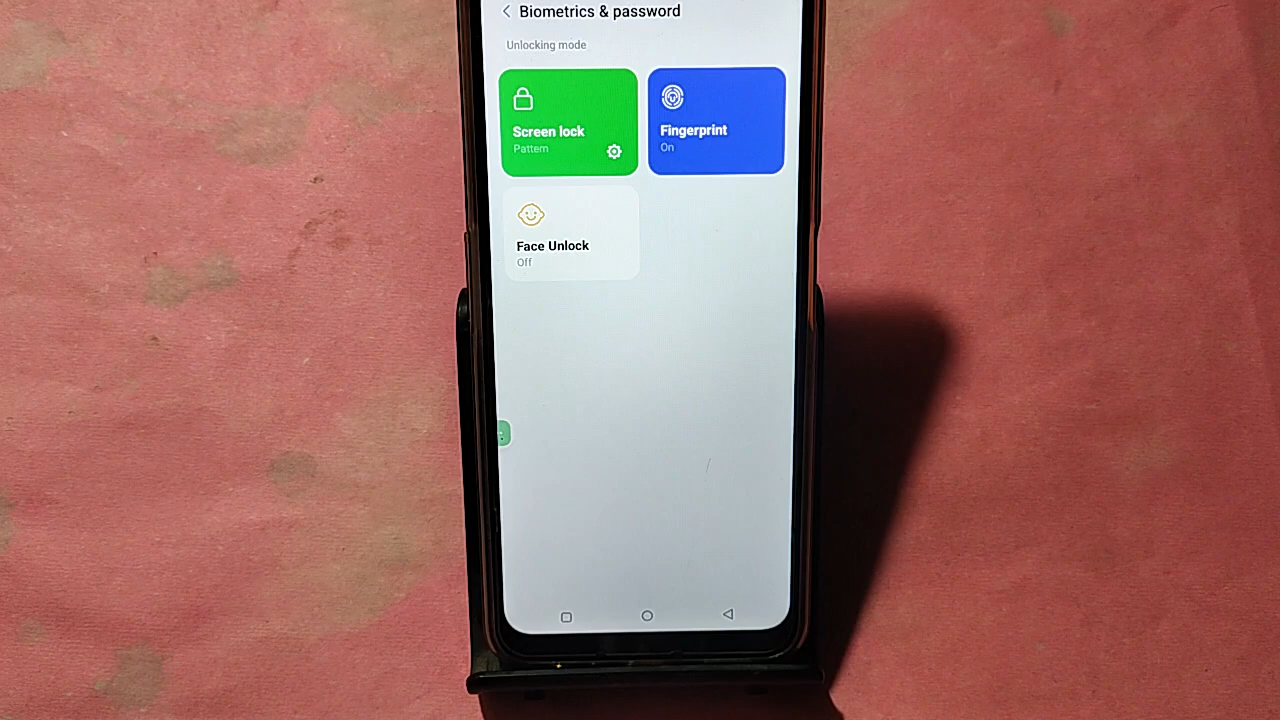 Biometrics & password
Unlocking mode
Screen lock
Pattern
Fingerprint
On
Face Unlock
Off